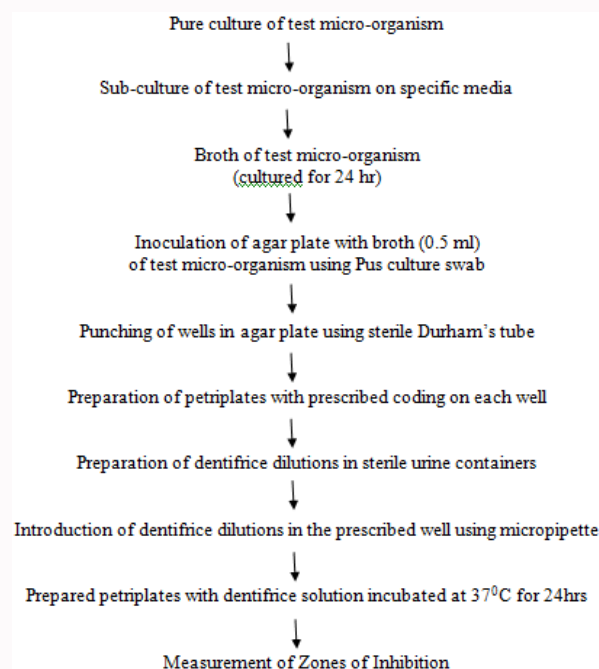 Pure culture of test micro-organism
Sub-culture of test micro-organism on specific media
Broth of test micro-organism
(cultured for 24 hr)
Inoculation of agar plate with broth (0.5 ml)
of test micro-organism using Pus culture swab
Punching of wells in agar plate using sterile Durham's tube
Preparation of petriplates with prescribed coding on each well
Preparation of dentifrice dilutions in sterile urine containers
Introduction of dentifrice dilutions in the prescribed well using micropipette
Prepared petriplates with dentifrice solution incubated at 37⁰C for 24hrs
Measurement of Zones of Inhibition